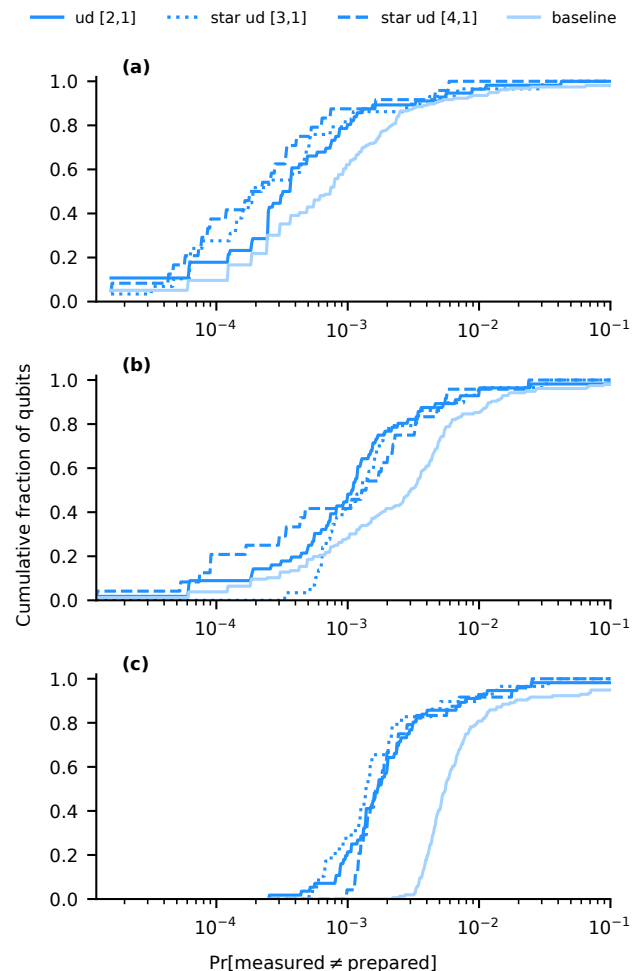 ud [2,1] star ud [3,1] star ud [4,1] baseline
(a)
1.0
0.8
0.6
0.4
0.2
0.0
10⁻⁴ 10⁻³ 10⁻² 10⁻¹
Cumulative fraction of qubits
(b)
1.0
0.8
0.6
0.4
0.2
0.0
10⁻⁴ 10⁻³ 10⁻² 10⁻¹
(c)
1.0
0.8
0.6
0.4
0.2
0.0
10⁻⁴ 10⁻³ 10⁻² 10⁻¹
Pr[measured ≠ prepared]